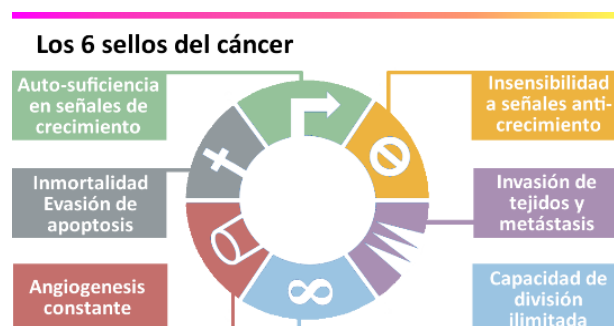 Los 6 sellos del cáncer
Auto-suficiencia
en señales de
crecimiento
Insensibilidad
a señales anti-
crecimiento
Inmortalidad
Evasión de
apoptosis
Invasión de
tejidos y
metástasis
Angiogenesis
constante
Capacidad de
división
ilimitada